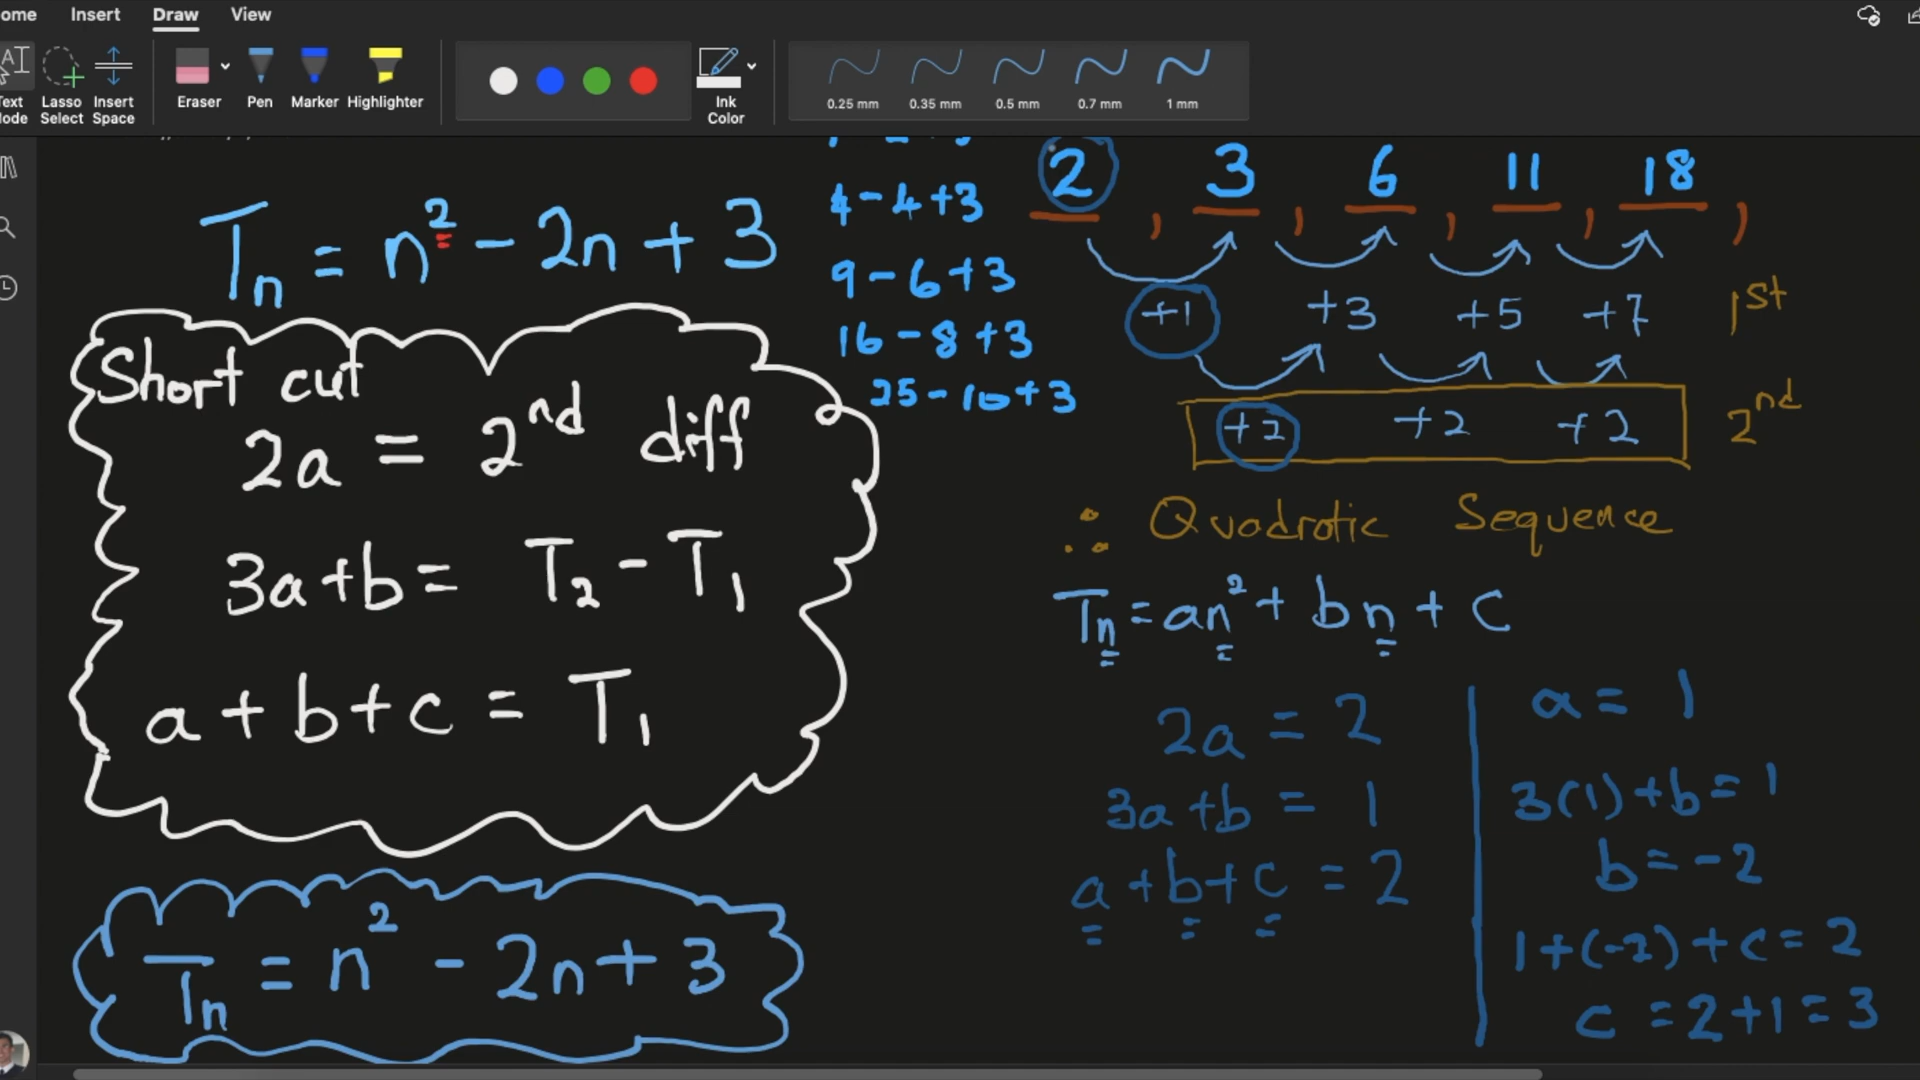 ome Insert Draw View
Text Mode Lasso Select Insert Space Eraser Pen Marker Highlighter Ink Color 0.25 mm 0.35 mm 0.5 mm 0.7 mm 1 mm
Tn = n² - 2n + 3
Short cut
2a = 2nd diff
3a+b = T2 - T1
a + b + c = T1
Tn = n² - 2n + 3
4 - 4 + 3
9 - 6 + 3
16 - 8 + 3
25 - 10 + 3
2 , 3 , 6 , 11 , 18 ,
+1 +3 +5 +7 1st
+2 +2 +2 2nd
∴ Quadrotic Sequence
Tn = an² + bn + c
2a = 2
3a + b = 1
a + b + c = 2
a = 1
3(1) + b = 1
b = -2
1 + (-2) + c = 2
c = 2 + 1 = 3